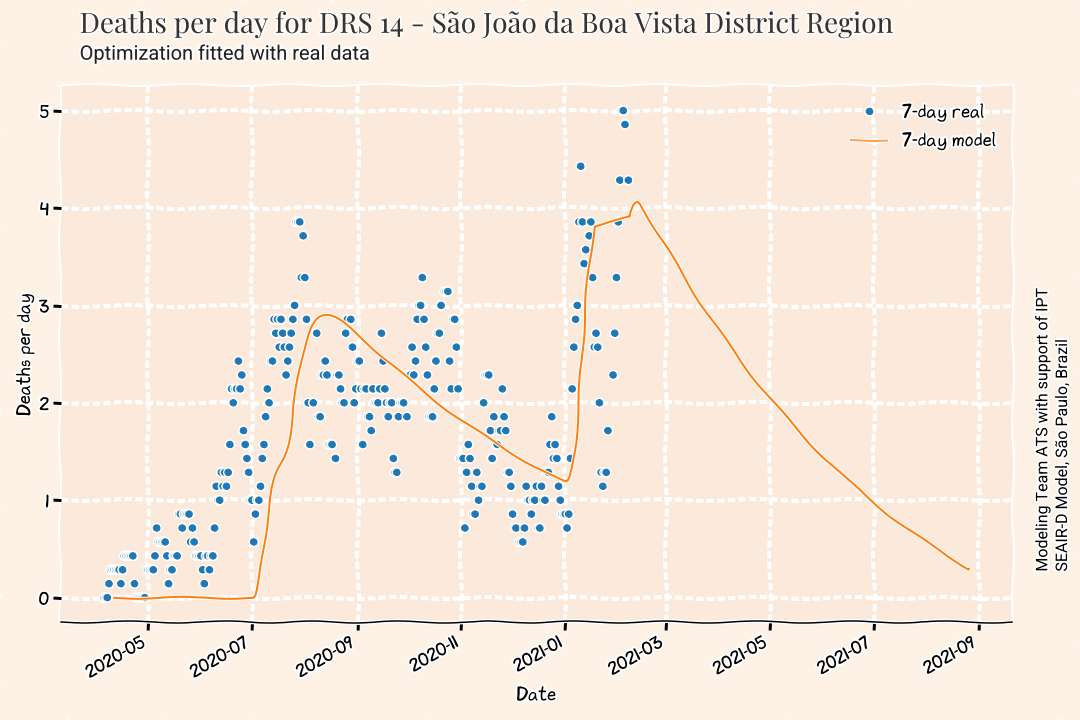 Deaths per day for DRS 14 - São João da Boa Vista District Region
Optimization fitted with real data
7-day real
7-day model
5
4
3
2
1
0
Deaths per day
2020-05
2020-07
2020-09
2020-11
2021-01
2021-03
2021-05
2021-07
2021-09
Date
Modeling Team ATS with support of IPT
SEAIR-D Model, São Paulo, Brazil